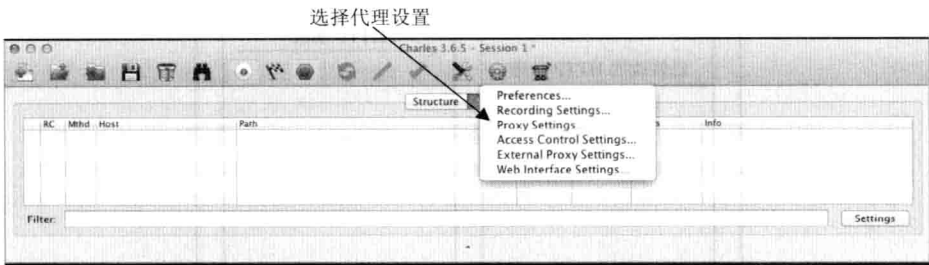 选择代理设置
Charles 3.6.5 - Session 1 *
Structure
Preferences...
Recording Settings...
Proxy Settings
Access Control Settings...
External Proxy Settings...
Web Interface Settings...
RC Mthd Host Path Info
Filter: Settings